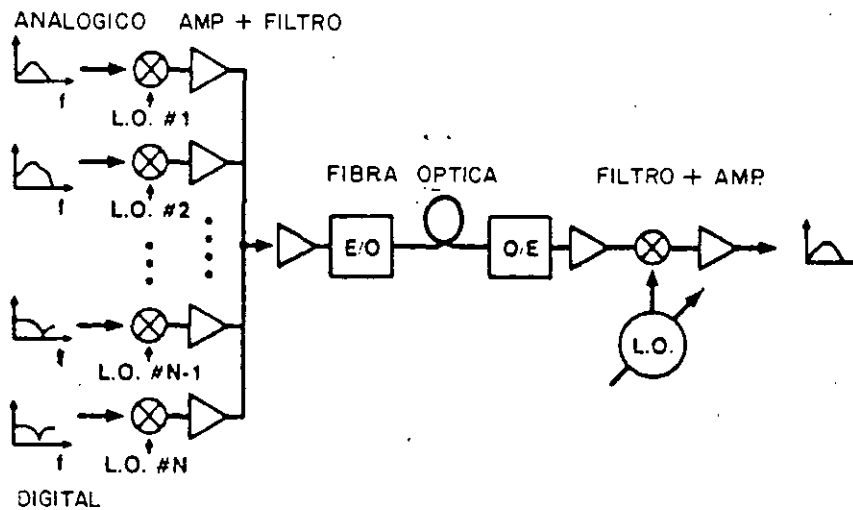 ANALOGICO AMP + FILTRO
f
L.O. #1
f
L.O. #2
FIBRA OPTICA
FILTRO + AMP.
E/O
O/E
L.O.
f
L.O. #N-1
f
L.O. #N
DIGITAL